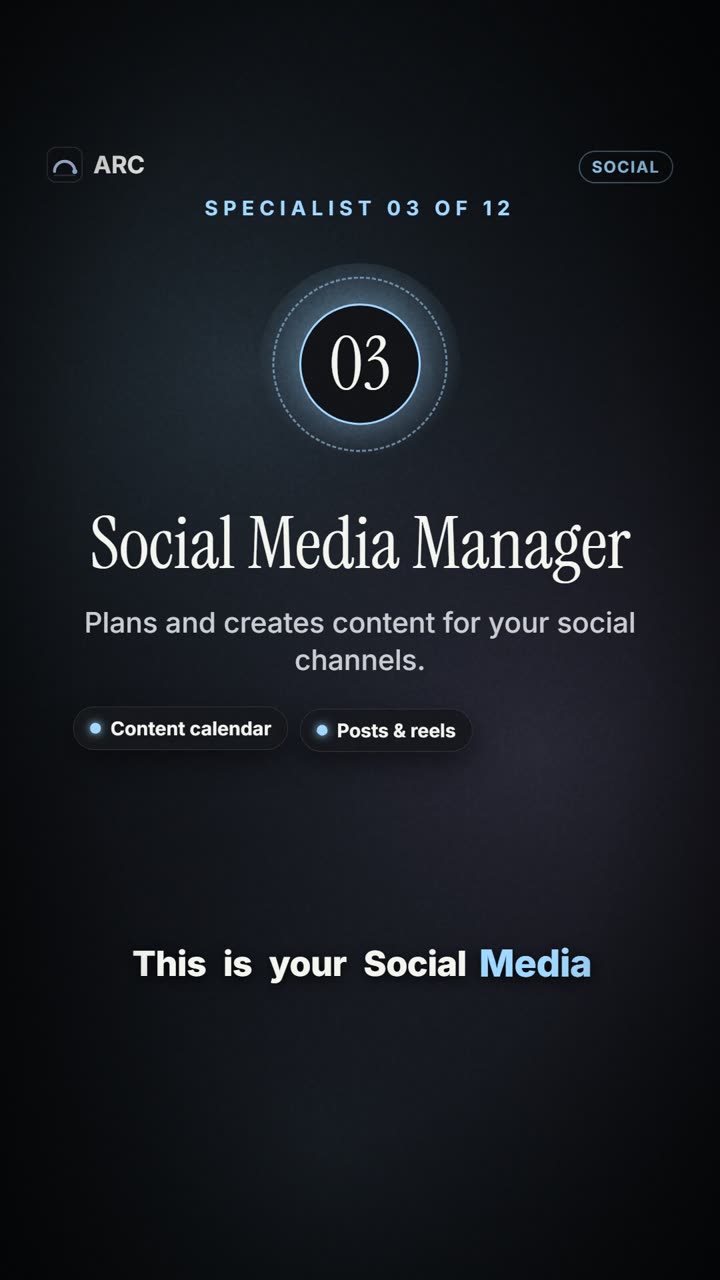 ARC
SOCIAL
SPECIALIST 03 OF 12
03
Social Media Manager
Plans and creates content for your social
channels.
Content calendar
Posts & reels
This is your Social Media